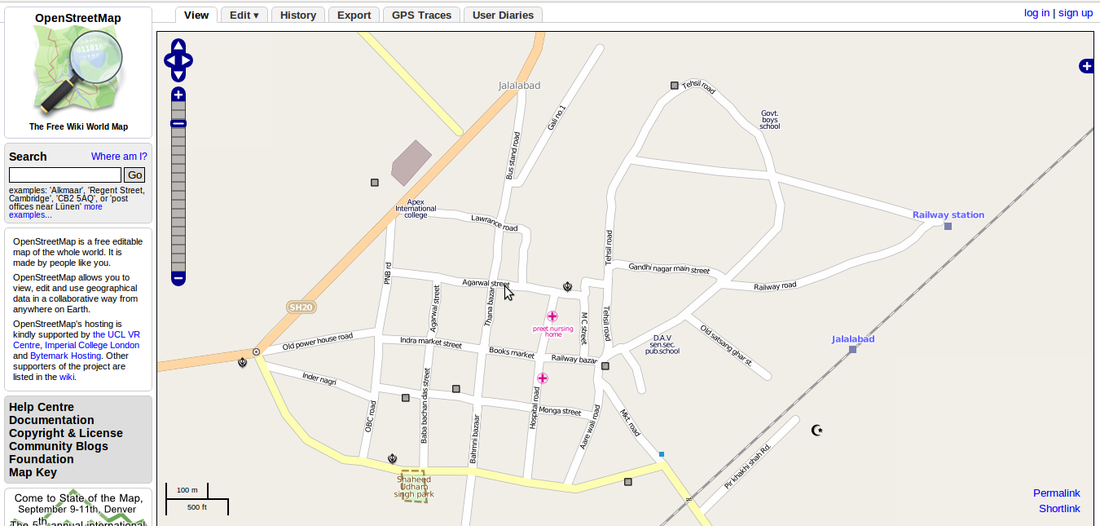 OpenStreetMap
The Free Wiki World Map
View
Edit ▾
History
Export
GPS Traces
User Diaries
log in | sign up
Search
Where am I?
Go
examples: 'Alkmaar', 'Regent Street,
Cambridge', 'CB2 5AQ', or 'post
offices near Lünen' more
examples...
OpenStreetMap is a free editable
map of the whole world. It is
made by people like you.
OpenStreetMap allows you to
view, edit and use geographical
data in a collaborative way from
anywhere on Earth.
OpenStreetMap's hosting is
kindly supported by the UCL VR
Centre, Imperial College London
and Bytemark Hosting. Other
supporters of the project are
listed in the wiki.
Help Centre
Documentation
Copyright & License
Community Blogs
Foundation
Map Key
Come to State of the Map,
September 9-11th, Denver
Jalalabad
Gali no.1
Bus stand road
Tehsil road
Govt.
boys
school
Apex
International
college
Lawrance road
Railway station
PNB rd
Tehsil road
Gandhi nagar main street
Railway road
Agarwal street
Agarwal street
Thana bazar
SH20
preet nursing
home
M C street
Tehsil road
Old power house road
Indra market street
Books market
Railway bazar
D.A.V
sen.sec.
pub.school
Old satsang ghar st.
Jalalabad
Inder nagri
OBC road
Baba bachan das street
Bahmni bazaar
Hospital road
Monga street
Aare wali road
Mkt. road
Pir khakhi shah Rd.
Shaheed
Udham
singh park
100 m
500 ft
Permalink
Shortlink